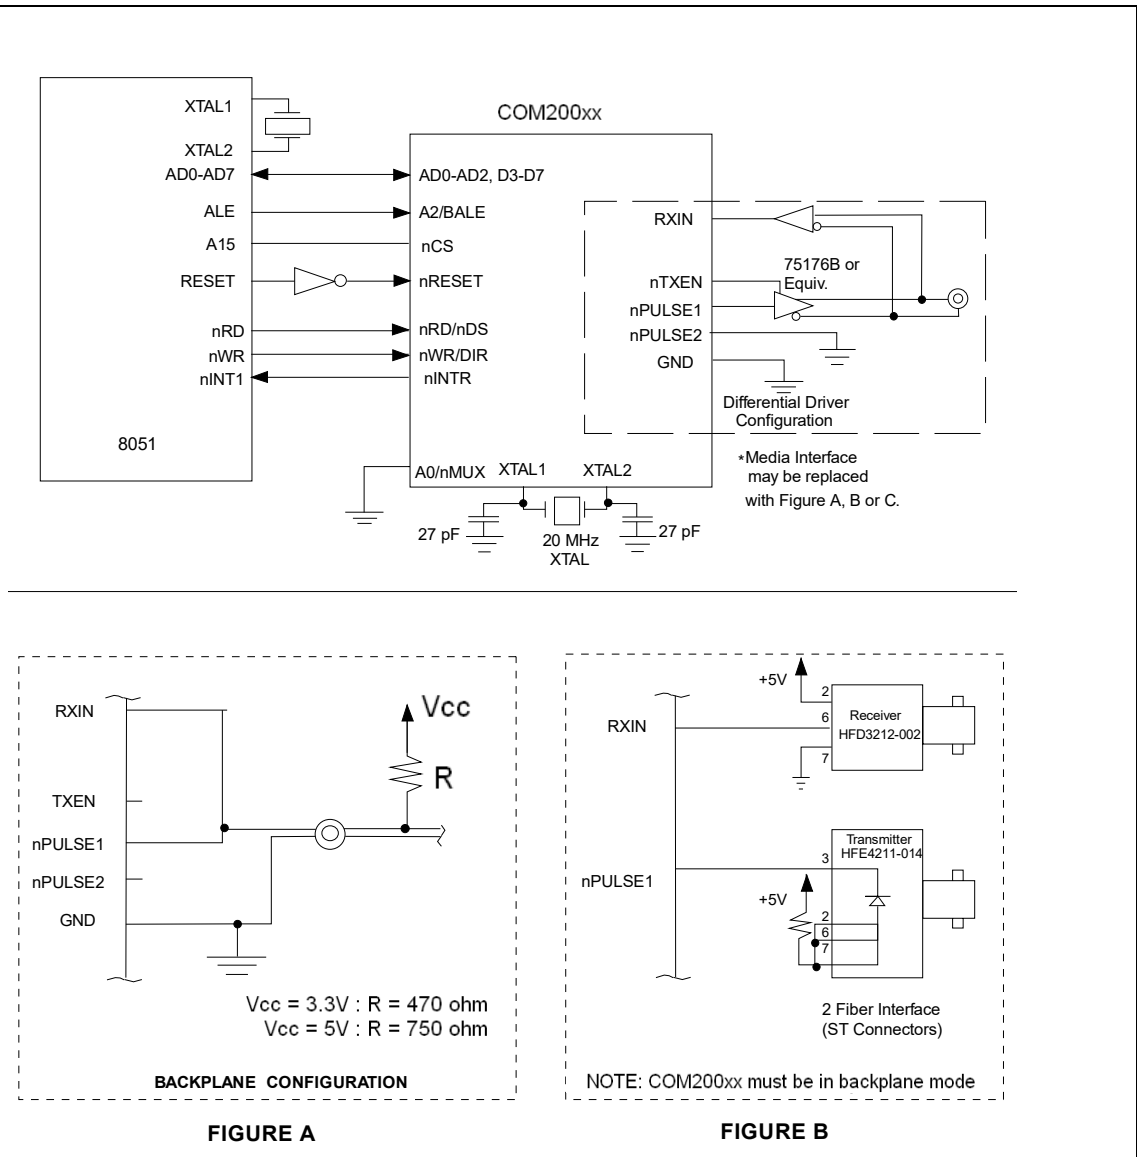 COM200xx
XTAL1
XTAL2
AD0-AD7
ALE
A15
RESET
nRD
nWR
nINT1
8051
AD0-AD2, D3-D7
A2/BALE
nCS
nRESET
nRD/nDS
nWR/DIR
nINTR
A0/nMUX
XTAL1
XTAL2
RXIN
nTXEN
nPULSE1
nPULSE2
GND
75176B or
Equiv.
Differential Driver
Configuration
*Media Interface
may be replaced
with Figure A, B or C.
27 pF
20 MHz
XTAL
27 pF
RXIN
TXEN
nPULSE1
nPULSE2
GND
Vcc
R
Vcc = 3.3V : R = 470 ohm
Vcc = 5V : R = 750 ohm
BACKPLANE CONFIGURATION
FIGURE A
+5V
2
6
7
RXIN
Receiver
HFD3212-002
Transmitter
HFE4211-014
3
nPULSE1
+5V
2
6
7
2 Fiber Interface
(ST Connectors)
NOTE: COM200xx must be in backplane mode
FIGURE B